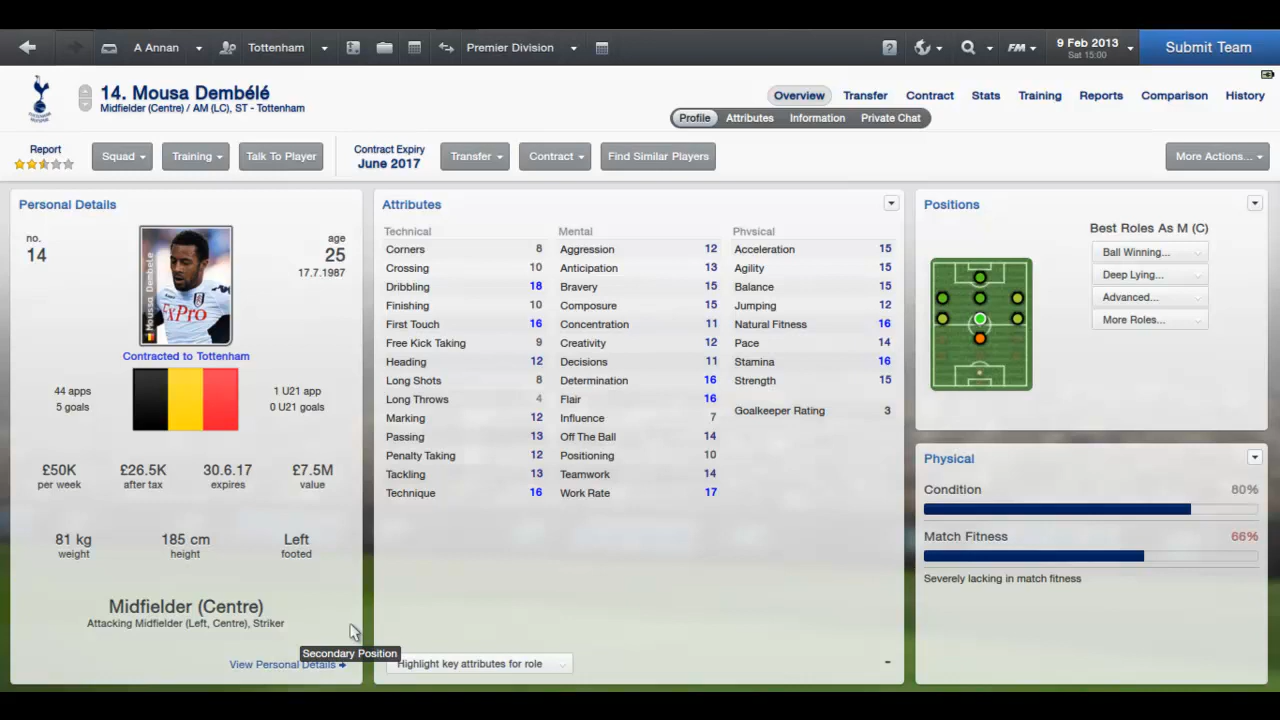 A Annan
Tottenham
Premier Division
?
FM
9 Feb 2013
Sat 15:00
Submit Team
14. Mousa Dembélé
Midfielder (Centre) / AM (LC), ST - Tottenham
Overview Transfer Contract Stats Training Reports Comparison History
Profile Attributes Information Private Chat
Report
Squad Training Talk To Player
Contract Expiry
June 2017
Transfer Contract Find Similar Players
More Actions...
Personal Details
no.
14
Moussa Dembele
ExPro
age
25
17.7.1987
Contracted to Tottenham
44 apps
5 goals
1 U21 app
0 U21 goals
£50K £26.5K 30.6.17 £7.5M
per week after tax expires value
81 kg 185 cm Left
weight height footed
Midfielder (Centre)
Attacking Midfielder (Left, Centre), Striker
Secondary Position
View Personal Details
Attributes
Technical
Corners 8
Crossing 10
Dribbling 18
Finishing 10
First Touch 16
Free Kick Taking 9
Heading 12
Long Shots 8
Long Throws 4
Marking 12
Passing 13
Penalty Taking 12
Tackling 13
Technique 16
Mental
Aggression 12
Anticipation 13
Bravery 15
Composure 15
Concentration 11
Creativity 12
Decisions 11
Determination 16
Flair 16
Influence 7
Off The Ball 14
Positioning 10
Teamwork 14
Work Rate 17
Physical
Acceleration 15
Agility 15
Balance 15
Jumping 12
Natural Fitness 16
Pace 14
Stamina 16
Strength 15
Goalkeeper Rating 3
Highlight key attributes for role
-
Positions
Best Roles As M (C)
Ball Winning...
Deep Lying...
Advanced...
More Roles...
Physical
Condition 80%
Match Fitness 66%
Severely lacking in match fitness